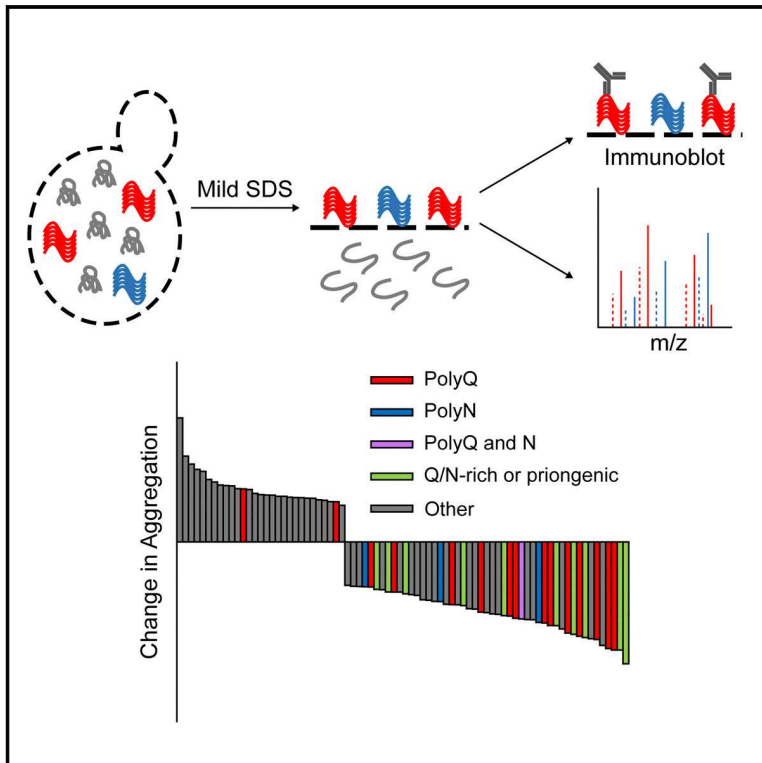 Mild SDS
Immunoblot
m/z
Change in Aggregation
PolyQ
PolyN
PolyQ and N
Q/N-rich or priongenic
Other